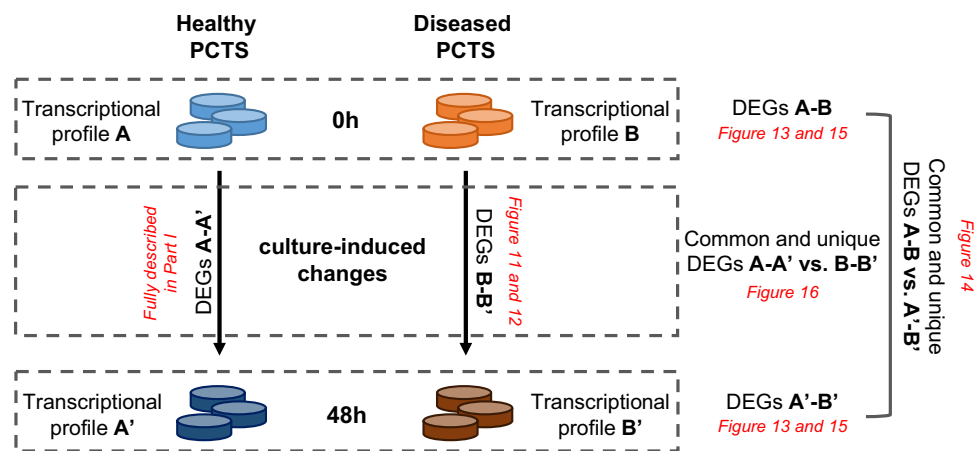 Healthy
PCTS
Diseased
PCTS
Transcriptional
profile A
0h
Transcriptional
profile B
DEGs A-B
Figure 13 and 15
Fully described
in Part I
DEGs A-A’
culture-induced
changes
DEGs B-B’
Figure 11 and 12
Common and unique
DEGs A-A’ vs. B-B’
Figure 16
Common and unique
DEGs A-B vs. A’-B’
Figure 14
Transcriptional
profile A’
48h
Transcriptional
profile B’
DEGs A’-B’
Figure 13 and 15